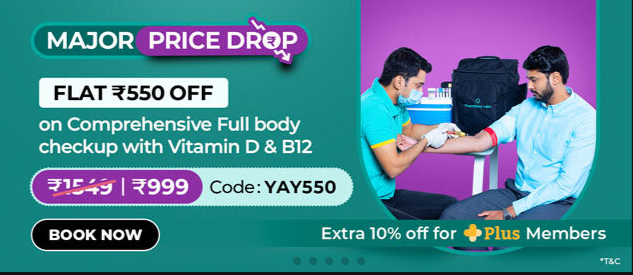 MAJOR PRICE DROP
FLAT ₹550 OFF
on Comprehensive Full body
checkup with Vitamin D & B12
₹1549 | ₹999 Code: YAY550
BOOK NOW
Extra 10% off for Plus Members
*T&C